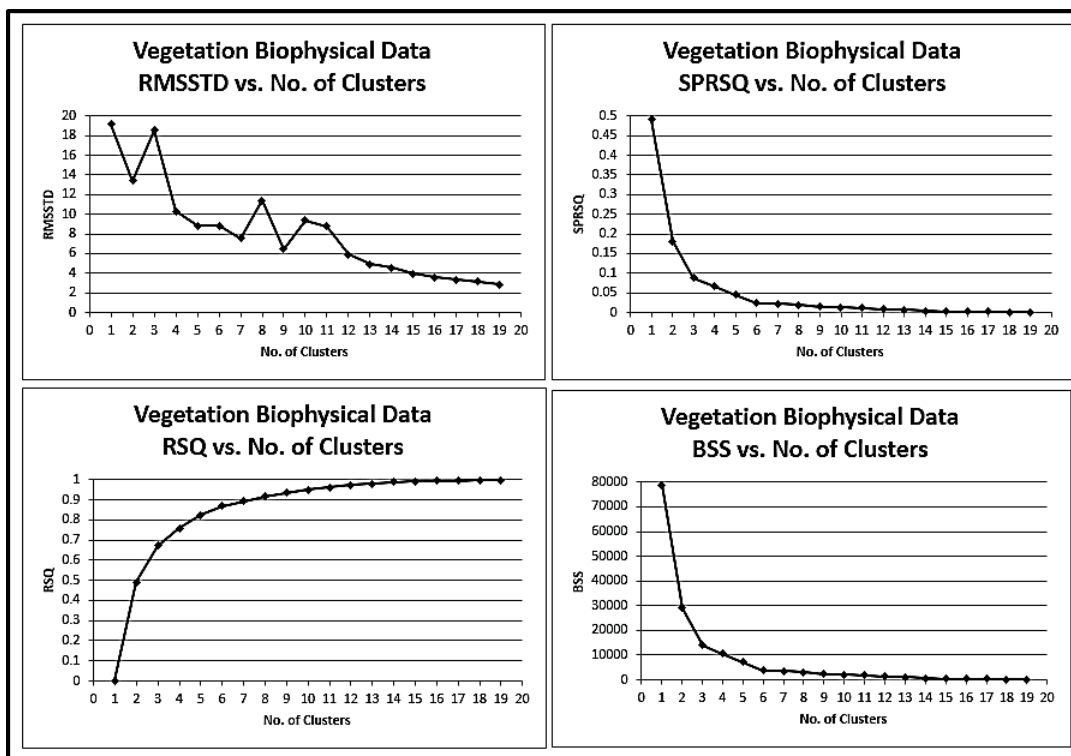 Vegetation Biophysical Data
RMSSTD vs. No. of Clusters
20
18
16
14
12
10
8
6
4
2
0
RMSSTD
0 1 2 3 4 5 6 7 8 9 10 11 12 13 14 15 16 17 18 19 20
No. of Clusters
Vegetation Biophysical Data
SPRSQ vs. No. of Clusters
0.5
0.45
0.4
0.35
0.3
0.25
0.2
0.15
0.1
0.05
0
SPRSQ
0 1 2 3 4 5 6 7 8 9 10 11 12 13 14 15 16 17 18 19 20
No. of Clusters
Vegetation Biophysical Data
RSQ vs. No. of Clusters
1
0.9
0.8
0.7
0.6
0.5
0.4
0.3
0.2
0.1
0
RSQ
0 1 2 3 4 5 6 7 8 9 10 11 12 13 14 15 16 17 18 19 20
No. of Clusters
Vegetation Biophysical Data
BSS vs. No. of Clusters
80000
70000
60000
50000
40000
30000
20000
10000
0
BSS
0 1 2 3 4 5 6 7 8 9 10 11 12 13 14 15 16 17 18 19 20
No. of Clusters